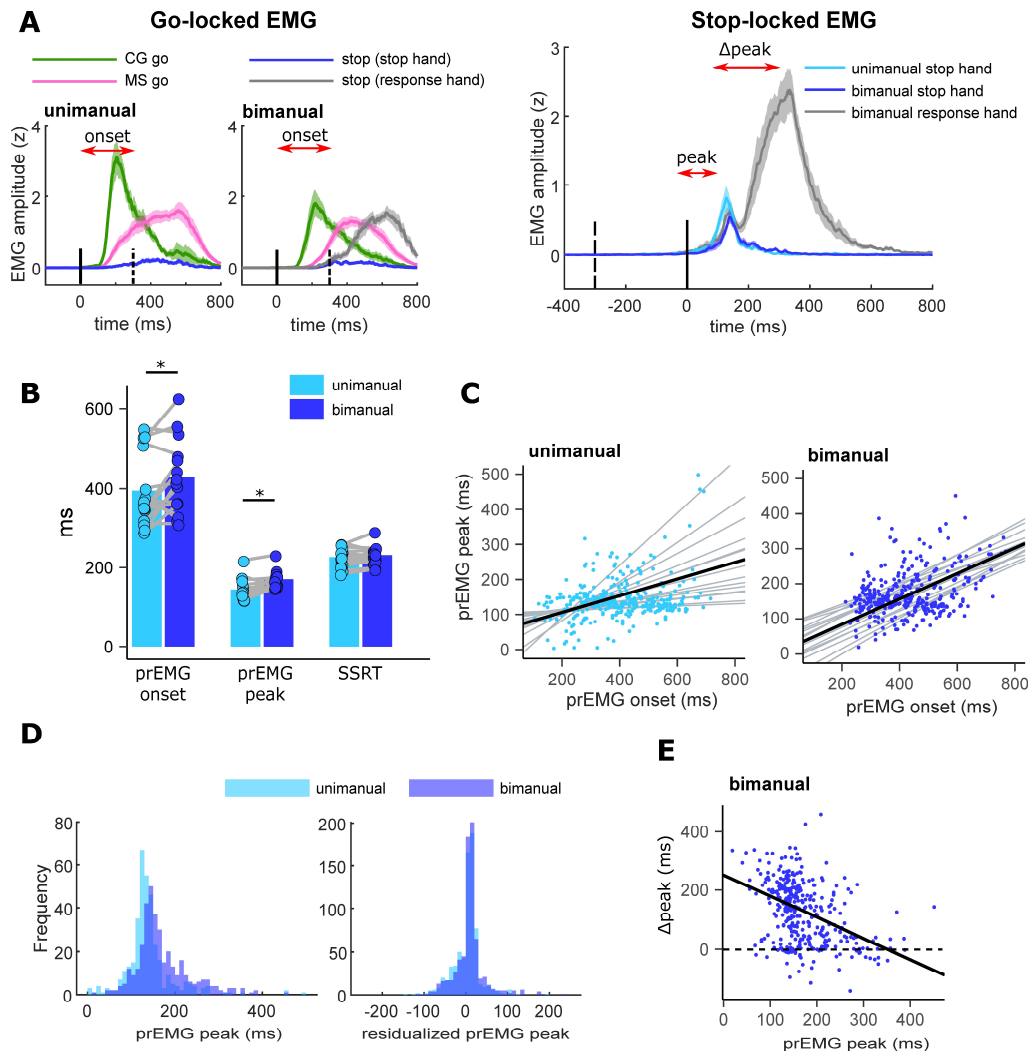 A
Go-locked EMG
CG go
MS go
stop (stop hand)
stop (response hand)
unimanual
onset
EMG amplitude (z)
4
2
0
0
400
800
time (ms)
bimanual
onset
4
2
0
0
400
800
time (ms)
Stop-locked EMG
Δpeak
peak
unimanual stop hand
bimanual stop hand
bimanual response hand
EMG amplitude (z)
3
2
1
0
-400
-200
0
200
400
600
800
time (ms)
B
*
*
unimanual
bimanual
ms
600
400
200
0
prEMG
onset
prEMG
peak
SSRT
C
unimanual
prEMG peak (ms)
500
400
300
200
100
0
200
400
600
800
prEMG onset (ms)
bimanual
500
400
300
200
100
0
200
400
600
800
prEMG onset (ms)
D
unimanual
bimanual
Frequency
80
60
40
20
0
0
200
400
prEMG peak (ms)
200
150
100
50
0
-200
-100
0
100
200
residualized prEMG peak
E
bimanual
Δpeak (ms)
400
200
0
0
100
200
300
400
prEMG peak (ms)